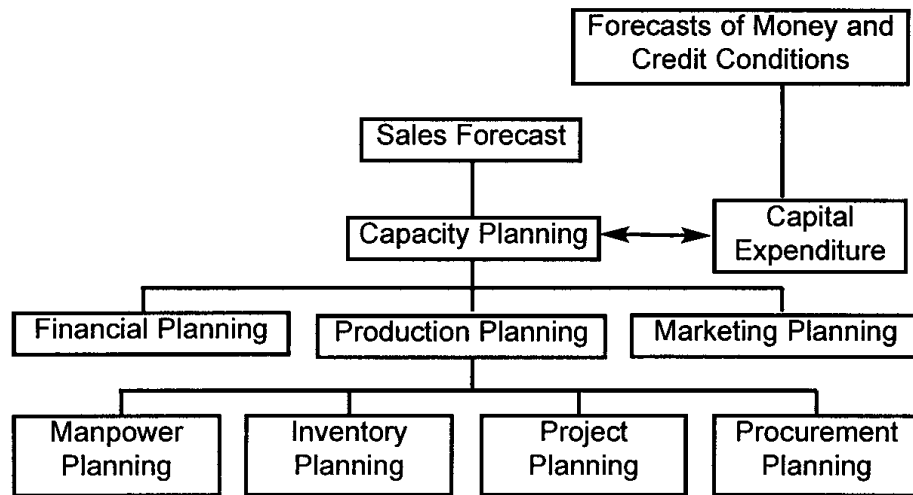 Forecasts of Money and
Credit Conditions
Sales Forecast
Capacity Planning
Capital
Expenditure
Financial Planning
Production Planning
Marketing Planning
Manpower
Planning
Inventory
Planning
Project
Planning
Procurement
Planning